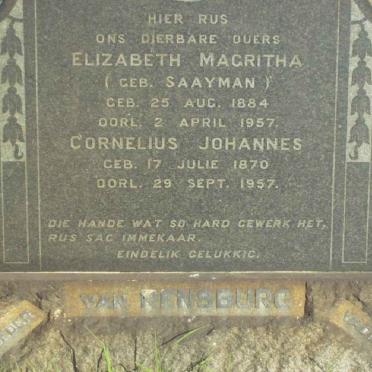 HIER RUS
ONS DIERBARE OUERS
ELIZABETH MAGRITHA
( GEB. SAAYMAN )
GEB. 25 AUG. 1884
OORL. 2 APRIL 1957.
CORNELIUS JOHANNES
GEB. 17 JULIE 1870
OORL. 29 SEPT. 1957.
DIE HANDE WAT SO HARD GEWERK HET,
RUS SAG IMMEKAAR.
EINDELIK GELUKKIG.
VAN RENSBURG